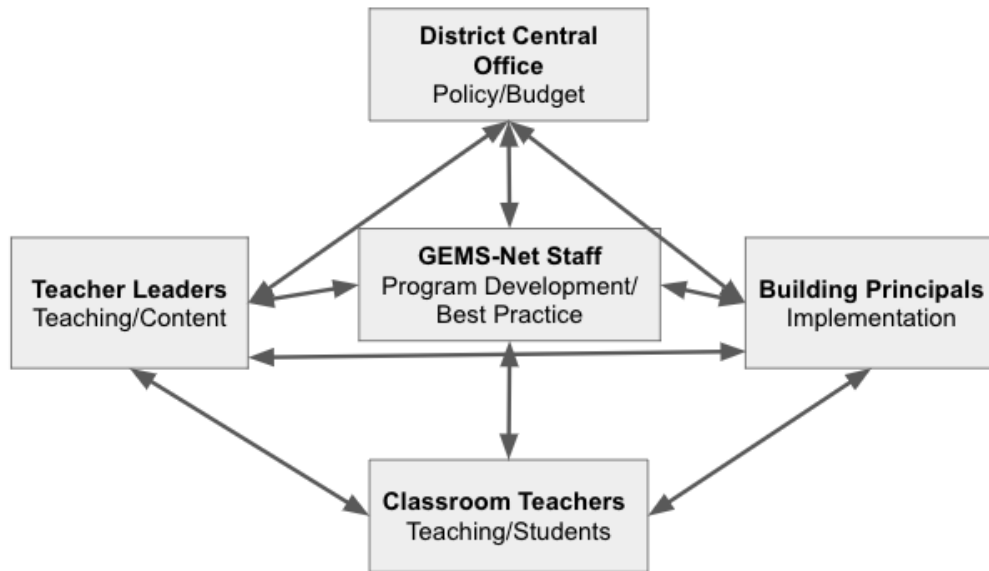 District Central
Office
Policy/Budget
GEMS-Net Staff
Program Development/
Best Practice
Teacher Leaders
Teaching/Content
Building Principals
Implementation
Classroom Teachers
Teaching/Students